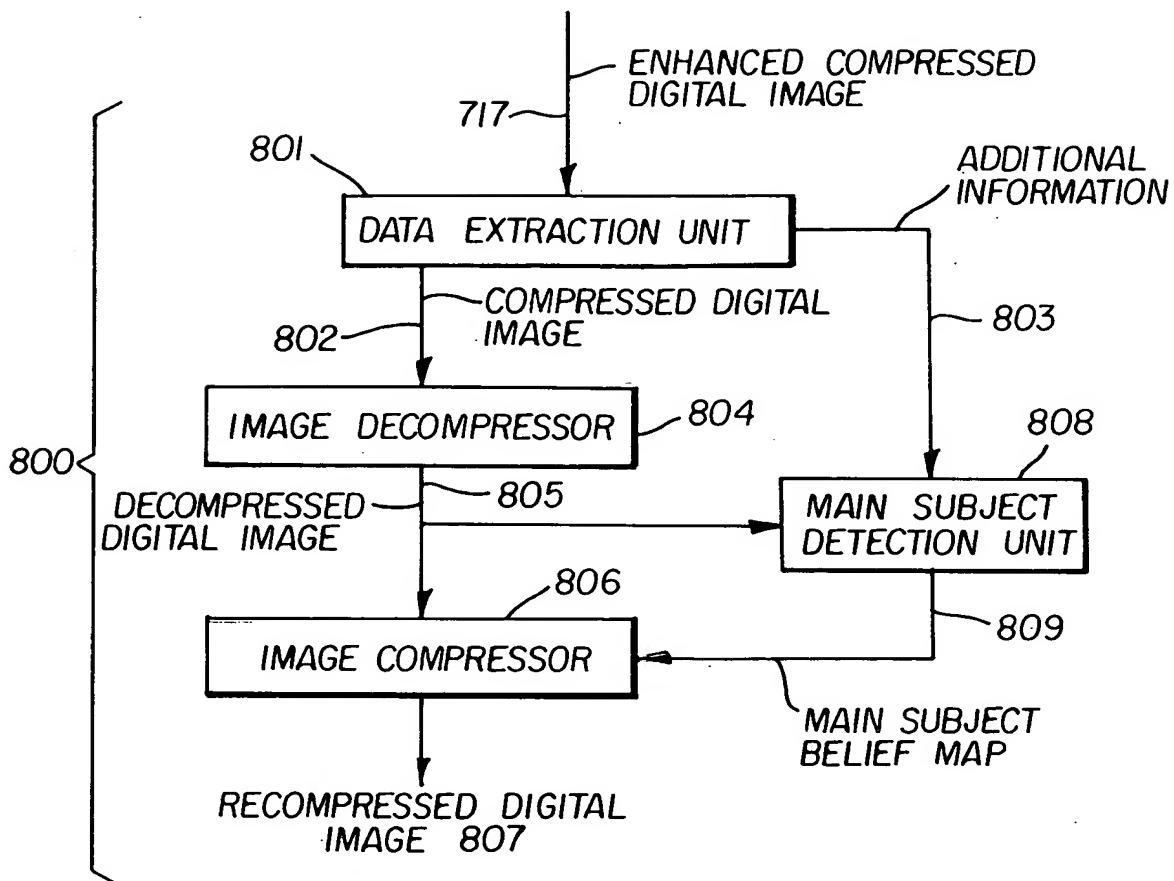 ENHANCED COMPRESSED
DIGITAL IMAGE
717
801
ADDITIONAL
INFORMATION
DATA EXTRACTION UNIT
COMPRESSED DIGITAL
IMAGE
802
803
IMAGE DECOMPRESSOR
804
808
800
805
DECOMPRESSED
DIGITAL IMAGE
MAIN SUBJECT
DETECTION UNIT
806
809
IMAGE COMPRESSOR
MAIN SUBJECT
BELIEF MAP
RECOMPRESSED DIGITAL
IMAGE 807